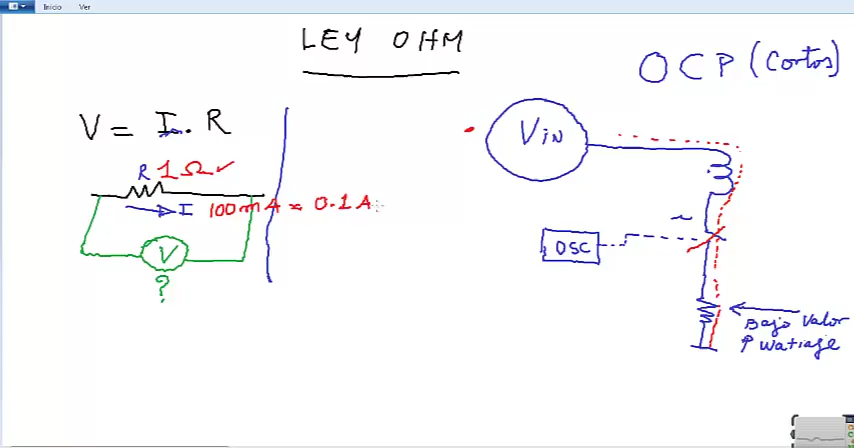 Inicio Ver
LEY OHM
OCP (Cortos)
V = I. R
Vin
R 1Ω
I 100mA = 0.1A
V
?
OSC
Bajo Valor
↑ Watiaje